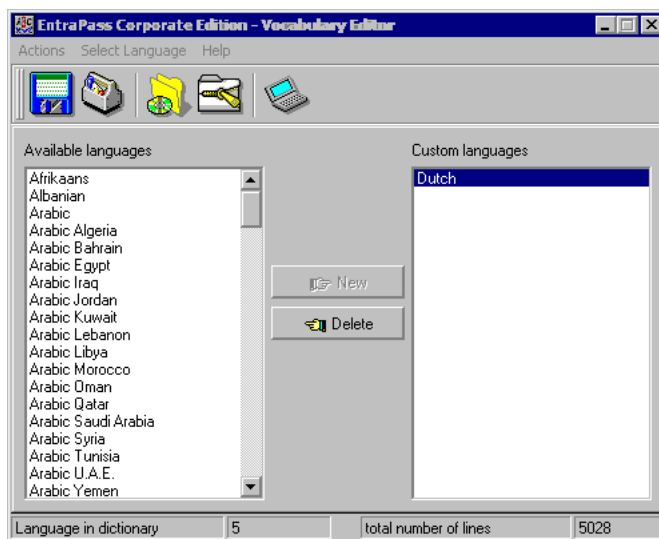 EntraPass Corporate Edition - Vocabulary Editor
Actions Select Language Help
Available languages
Custom languages
Afrikaans
Albanian
Arabic
Arabic Algeria
Arabic Bahrain
Arabic Egypt
Arabic Iraq
Arabic Jordan
Arabic Kuwait
Arabic Lebanon
Arabic Libya
Arabic Morocco
Arabic Oman
Arabic Qatar
Arabic Saudi Arabia
Arabic Syria
Arabic Tunisia
Arabic U.A.E.
Arabic Yemen
New
Delete
Dutch
Language in dictionary 5 total number of lines 5028